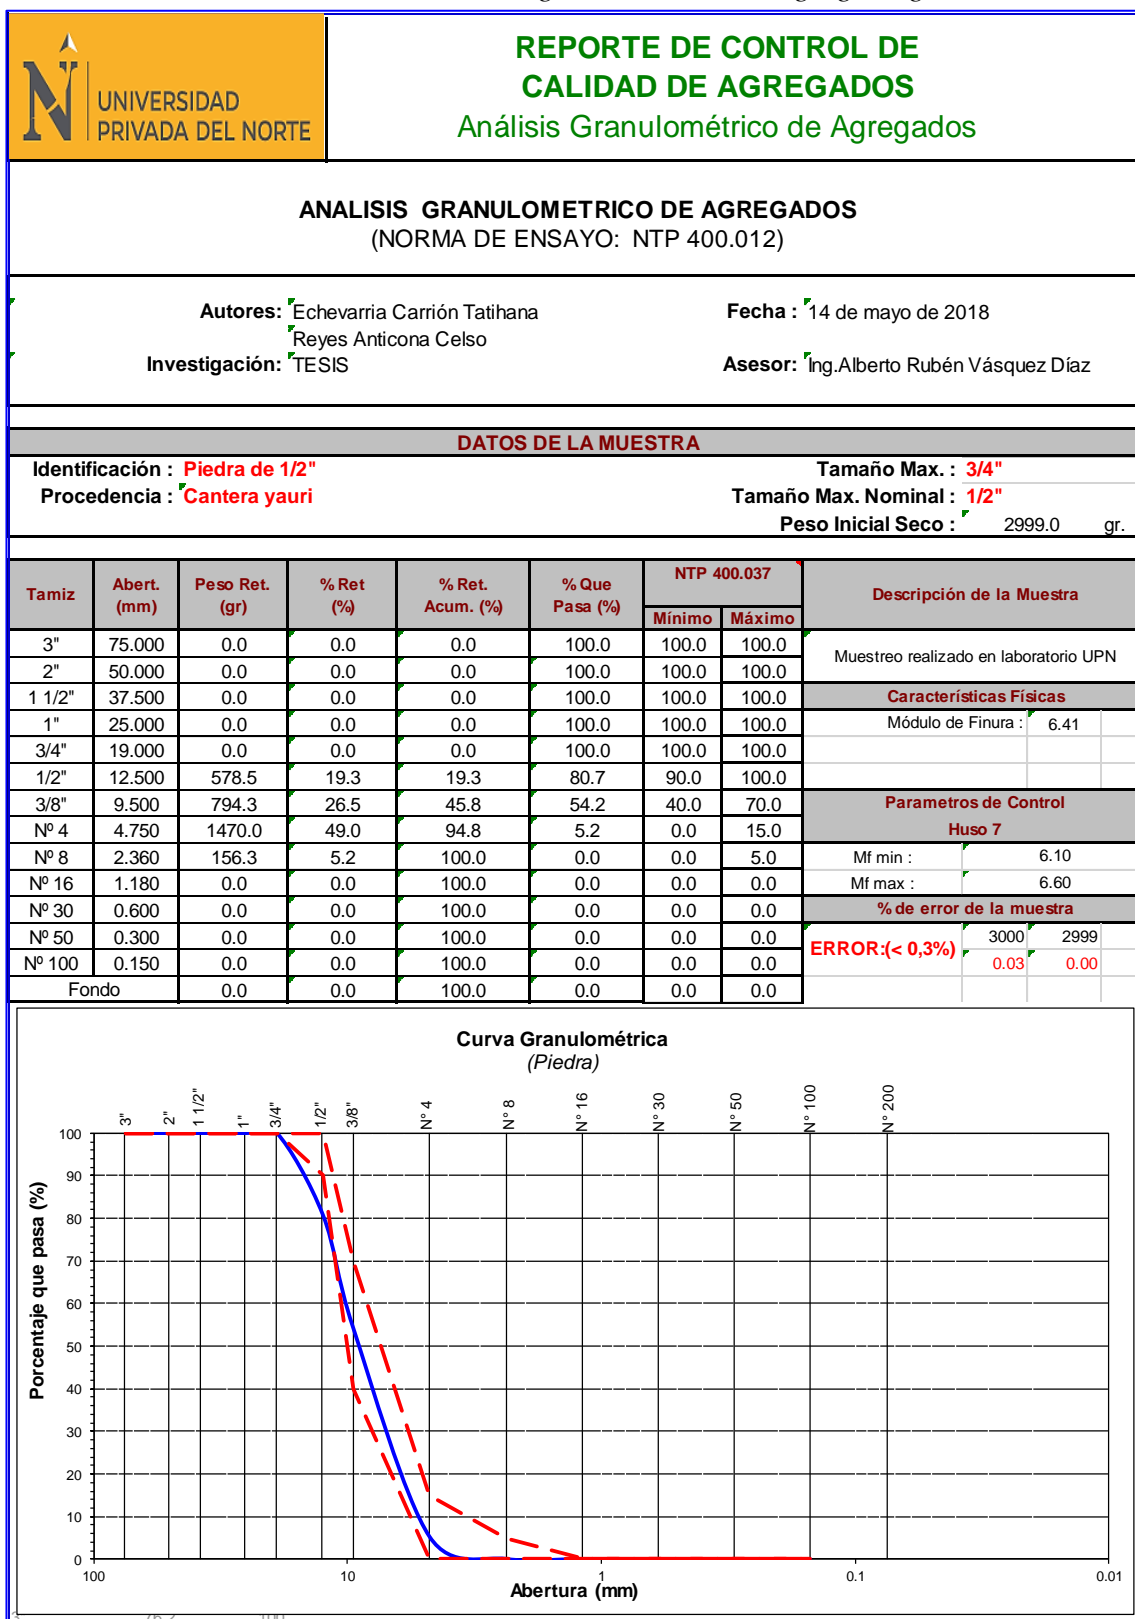 UNIVERSIDAD
PRIVADA DEL NORTE
REPORTE DE CONTROL DE
CALIDAD DE AGREGADOS
Análisis Granulométrico de Agregados
ANALISIS GRANULOMETRICO DE AGREGADOS
(NORMA DE ENSAYO: NTP 400.012)
Autores: Echevarria Carrión Tatihana Fecha : 14 de mayo de 2018
Reyes Anticona Celso
Investigación: TESIS Asesor: Ing.Alberto Rubén Vásquez Díaz
DATOS DE LA MUESTRA
Identificación : Piedra de 1/2" Tamaño Max. : 3/4"
Procedencia : Cantera yauri Tamaño Max. Nominal : 1/2"
Peso Inicial Seco : 2999.0 gr.
Tamiz Abert. (mm) Peso Ret. (gr) % Ret (%) % Ret. Acum. (%) % Que Pasa (%) NTP 400.037 Descripción de la Muestra
Mínimo Máximo
3" 75.000 0.0 0.0 0.0 100.0 100.0 100.0 Muestreo realizado en laboratorio UPN
2" 50.000 0.0 0.0 0.0 100.0 100.0 100.0
1 1/2" 37.500 0.0 0.0 0.0 100.0 100.0 100.0 Características Físicas
1" 25.000 0.0 0.0 0.0 100.0 100.0 100.0 Módulo de Finura : 6.41
3/4" 19.000 0.0 0.0 0.0 100.0 100.0 100.0
1/2" 12.500 578.5 19.3 19.3 80.7 90.0 100.0
3/8" 9.500 794.3 26.5 45.8 54.2 40.0 70.0 Parametros de Control
Nº 4 4.750 1470.0 49.0 94.8 5.2 0.0 15.0 Huso 7
Nº 8 2.360 156.3 5.2 100.0 0.0 0.0 5.0 Mf min : 6.10
Nº 16 1.180 0.0 0.0 100.0 0.0 0.0 0.0 Mf max : 6.60
Nº 30 0.600 0.0 0.0 100.0 0.0 0.0 0.0 % de error de la muestra
Nº 50 0.300 0.0 0.0 100.0 0.0 0.0 0.0 ERROR:(< 0,3%) 3000 2999
Nº 100 0.150 0.0 0.0 100.0 0.0 0.0 0.0 0.03 0.00
Fondo 0.0 0.0 100.0 0.0 0.0 0.0
Curva Granulométrica
(Piedra)
3" 2" 1 1/2" 1" 3/4" 1/2" 3/8" N° 4 N° 8 N° 16 N° 30 N° 50 N° 100 N° 200
Porcentaje que pasa (%)
100
90
80
70
60
50
40
30
20
10
0
100 10 1 0.1 0.01
Abertura (mm)